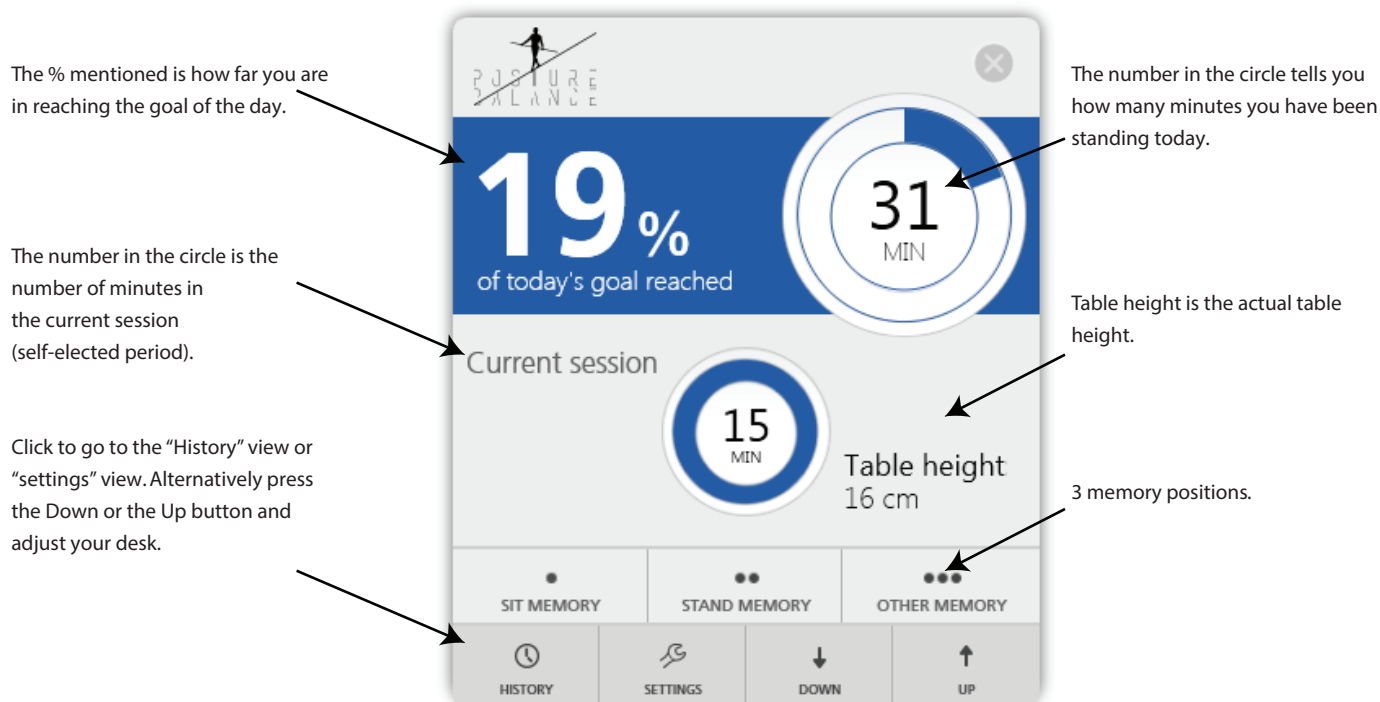 The % mentioned is how far you are
in reaching the goal of the day.
The number in the circle is the
number of minutes in
the current session
(self-elected period).
Click to go to the “History” view or
“settings” view. Alternatively press
the Down or the Up button and
adjust your desk.
POSTURE
BALANCE
19%
of today's goal reached
31
MIN
Current session
15
MIN
Table height
16 cm
SIT MEMORY
STAND MEMORY
OTHER MEMORY
HISTORY
SETTINGS
DOWN
UP
The number in the circle tells you
how many minutes you have been
standing today.
Table height is the actual table
height.
3 memory positions.